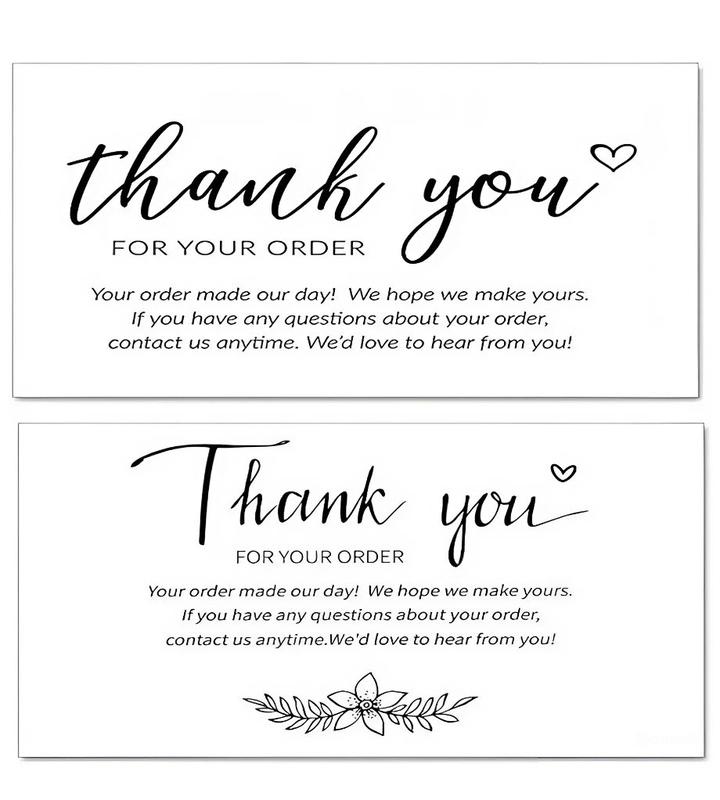 thank you
FOR YOUR ORDER
Your order made our day! We hope we make yours.
If you have any questions about your order,
contact us anytime. We'd love to hear from you!
Thank you
FOR YOUR ORDER
Your order made our day! We hope we make yours.
If you have any questions about your order,
contact us anytime.We'd love to hear from you!